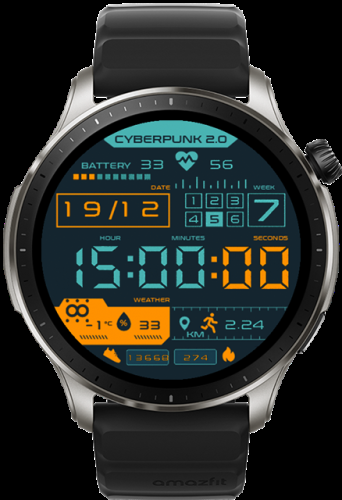 CYBERPUNK 2.0
BATTERY 33 56
DATE WEEK
19/12 1 2 3 4 5 6 7
HOUR MINUTES SECONDS
15:00:00
WEATHER
-1 °C % 33 KM 2.24
13668 274
amazfit